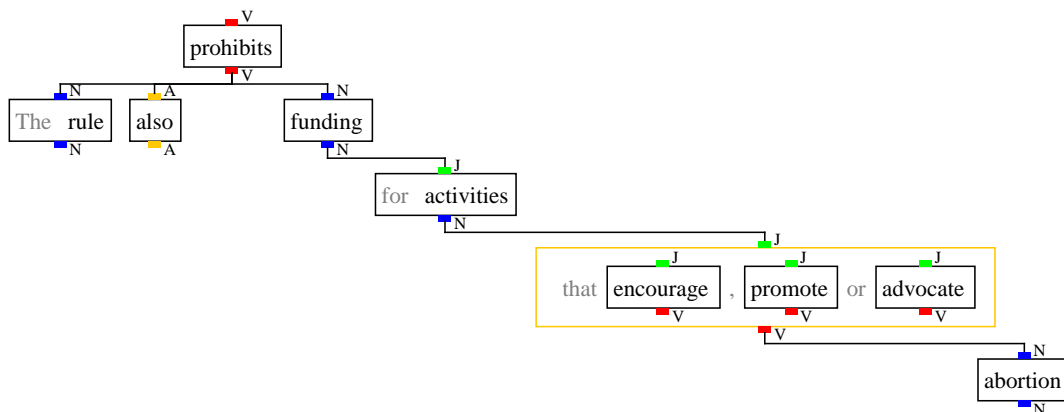 V
prohibits
V
N A N
The rule also funding
N A N
J
for activities
N
J
J J J
that encourage , promote or advocate
V V V
V
N
abortion
N